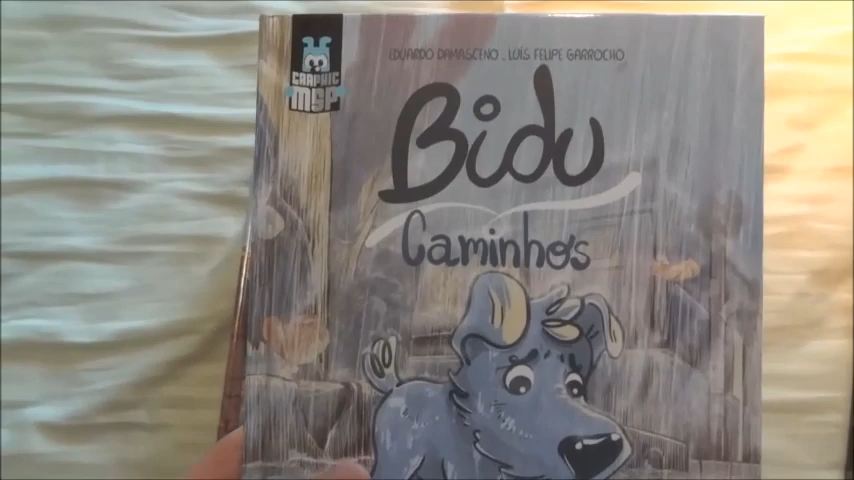 GRAPHIC
MSP
EDUARDO DAMASCENO - LUÍS FELIPE GARROCHO
Bidu
Caminhos